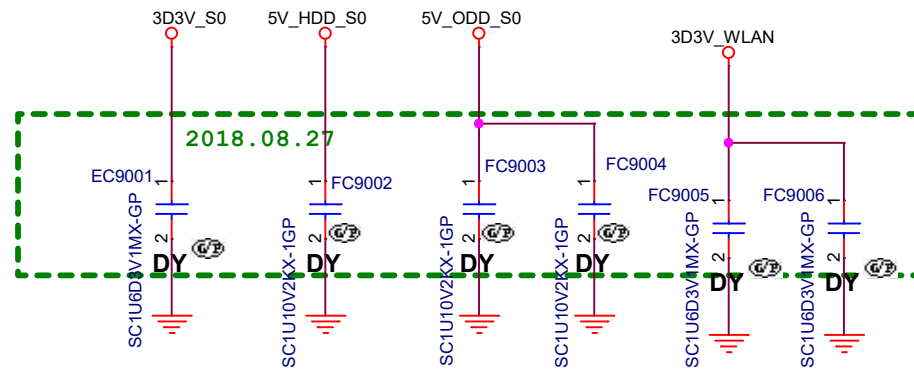 3D3V_S0
5V_HDD_S0
5V_ODD_S0
3D3V_WLAN
2018.08.27
EC9001
1
2
SC1U6D3V1MX-GP
DY
G/P
FC9002
1
2
SC1U10V2KX-1GP
DY
G/P
FC9003
1
2
SC1U10V2KX-1GP
DY
G/P
FC9004
1
2
SC1U10V2KX-1GP
DY
G/P
FC9005
1
2
SC1U6D3V1MX-GP
DY
G/P
FC9006
1
2
SC1U6D3V1MX-GP
DY
G/P